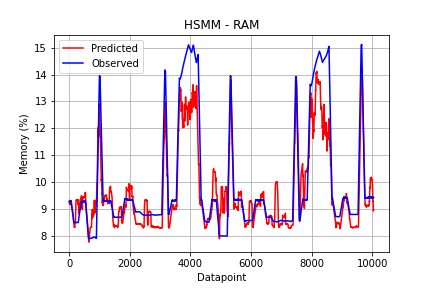 HSMM - RAM
Predicted
Observed
Memory (%)
15
14
13
12
11
10
9
8
0
2000
4000
6000
8000
10000
Datapoint